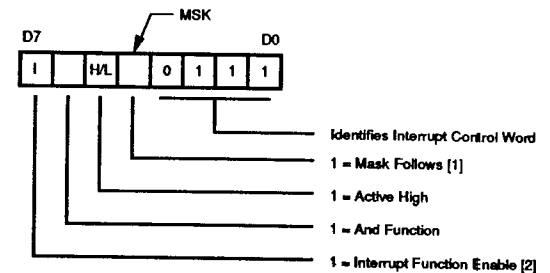 MSK
D7 D0
I H/L 0 1 1 1
Identifies Interrupt Control Word
1 = Mask Follows [1]
1 = Active High
1 = And Function
1 = Interrupt Function Enable [2]